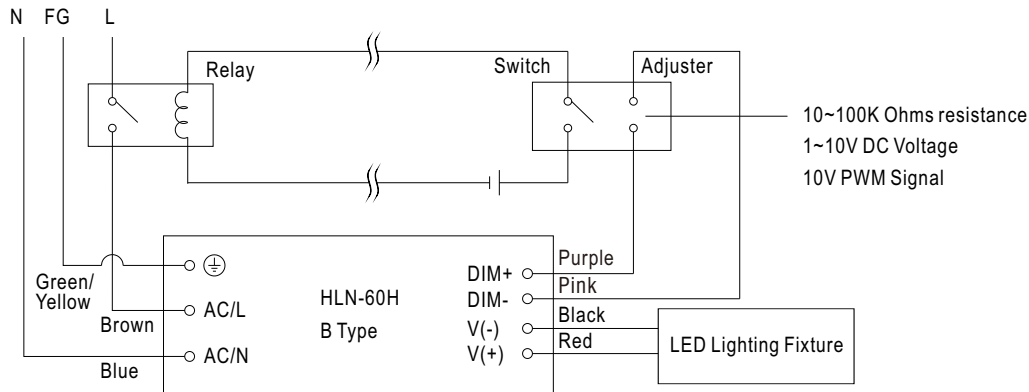 N FG L
Relay
Switch
Adjuster
10~100K Ohms resistance
1~10V DC Voltage
10V PWM Signal
Green/
Yellow
Brown
Blue
AC/L
AC/N
HLN-60H
B Type
DIM+
DIM-
V(-)
V(+)
Purple
Pink
Black
Red
LED Lighting Fixture